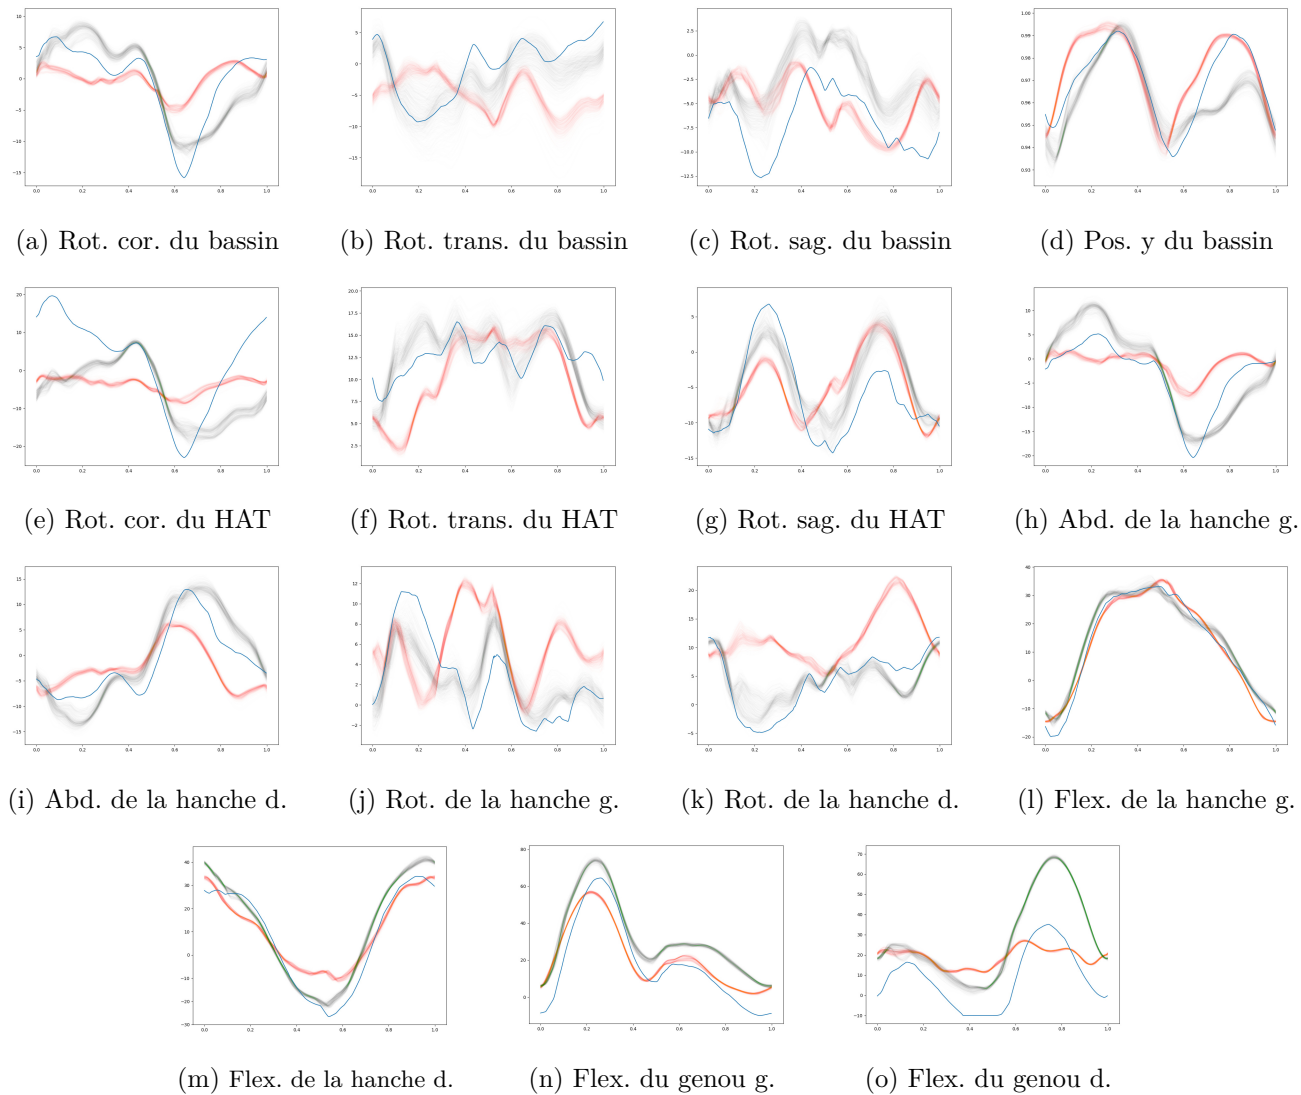 (a) Rot. cor. du bassin
(b) Rot. trans. du bassin
(c) Rot. sag. du bassin
(d) Pos. y du bassin
(e) Rot. cor. du HAT
(f) Rot. trans. du HAT
(g) Rot. sag. du HAT
(h) Abd. de la hanche g.
(i) Abd. de la hanche d.
(j) Rot. de la hanche g.
(k) Rot. de la hanche d.
(l) Flex. de la hanche g.
(m) Flex. de la hanche d.
(n) Flex. du genou g.
(o) Flex. du genou d.